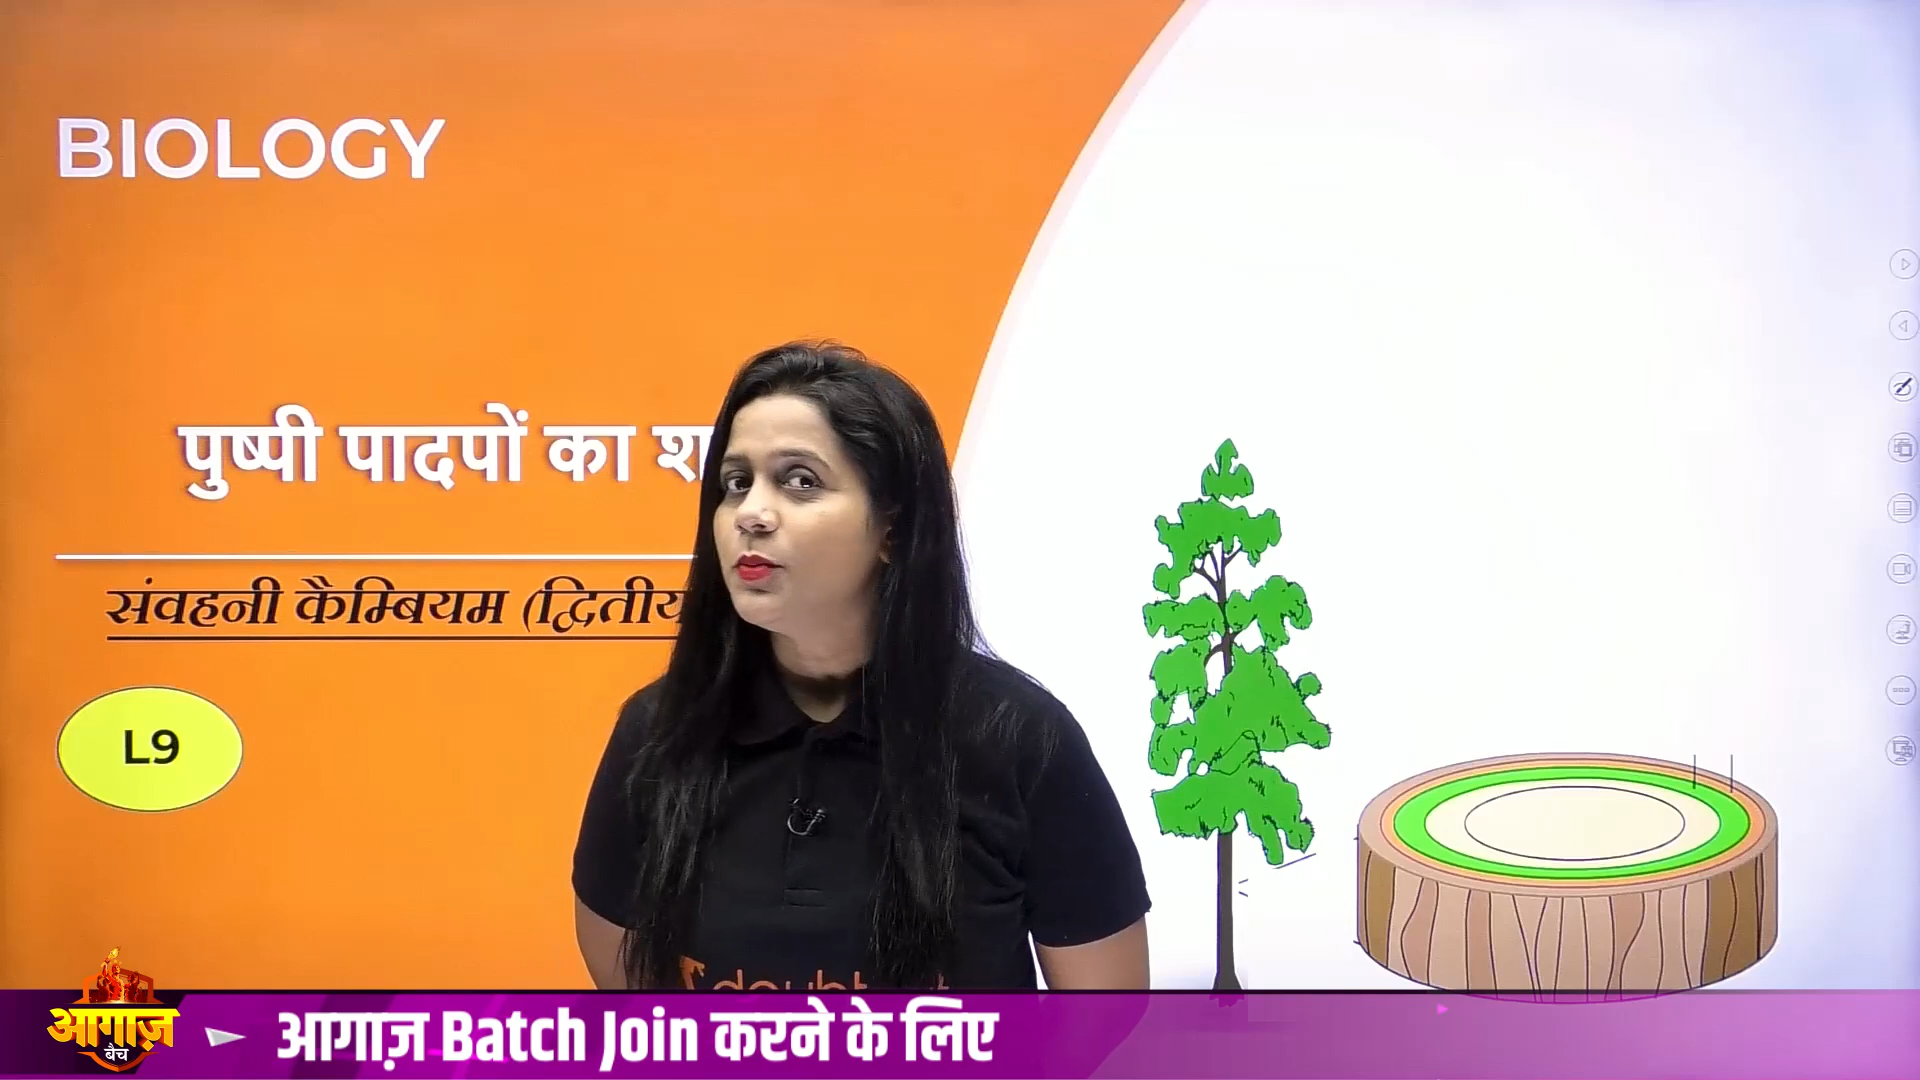 BIOLOGY
पुष्पी पादपों का
संवहनी कैम्बियम
L9
आगाज़
बैच
आगाज़ Batch Join करने के लिए